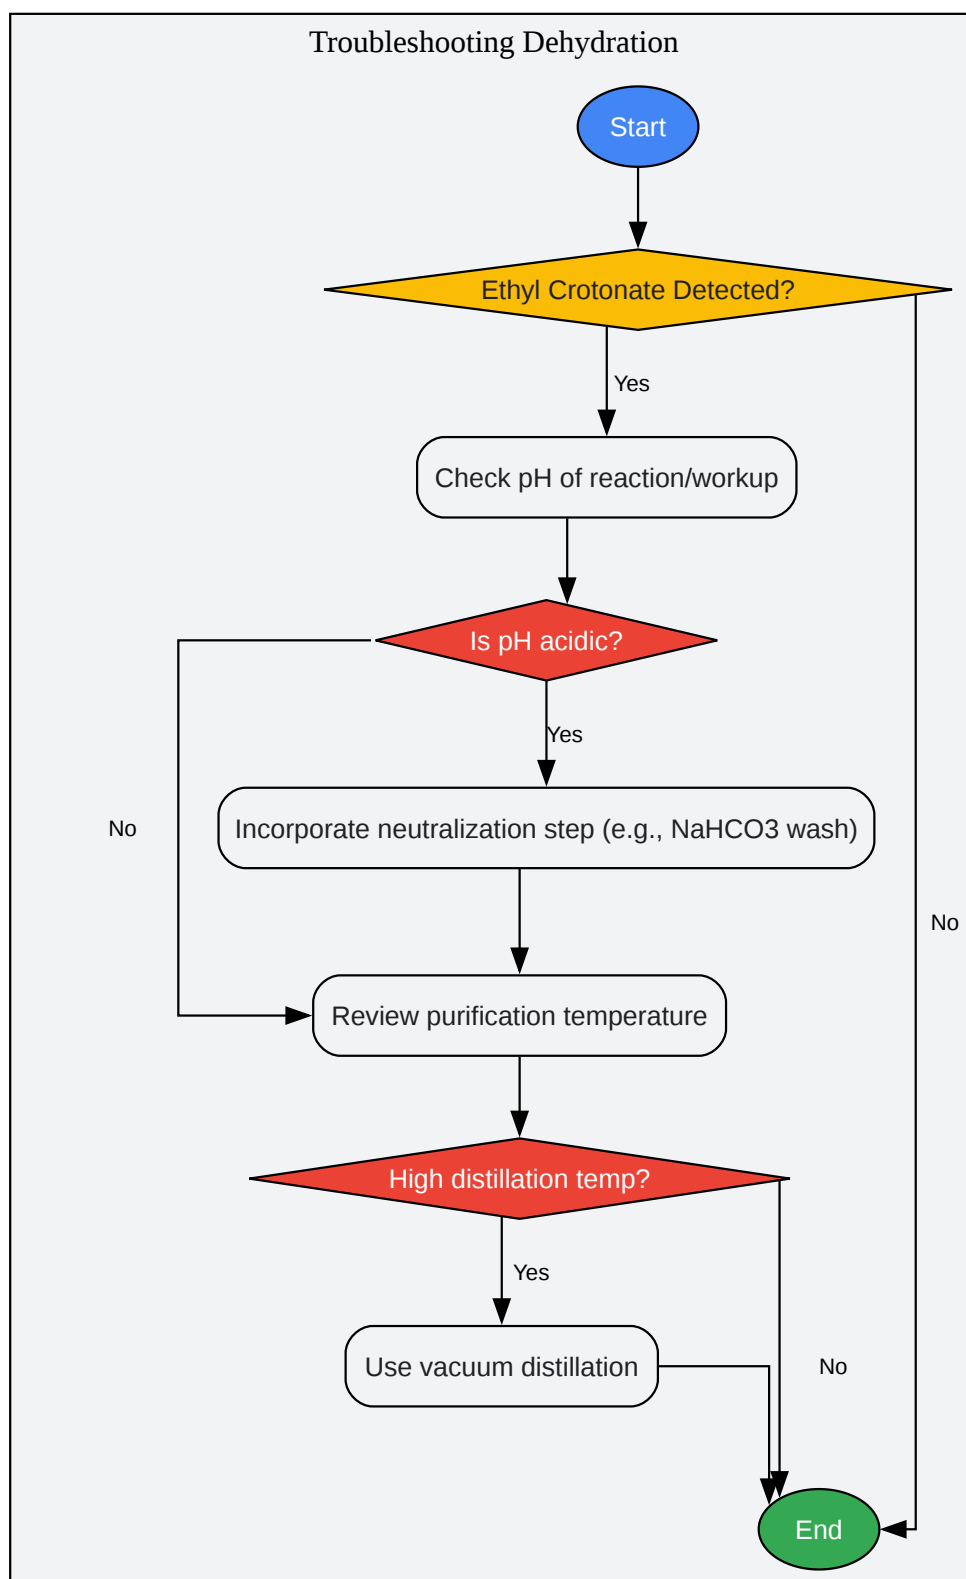 Troubleshooting Dehydration
Start
Ethyl Crotonate Detected?
Yes
Check pH of reaction/workup
Is pH acidic?
Yes
Incorporate neutralization step (e.g., NaHCO3 wash)
No
No
Review purification temperature
High distillation temp?
Yes
Use vacuum distillation
No
End